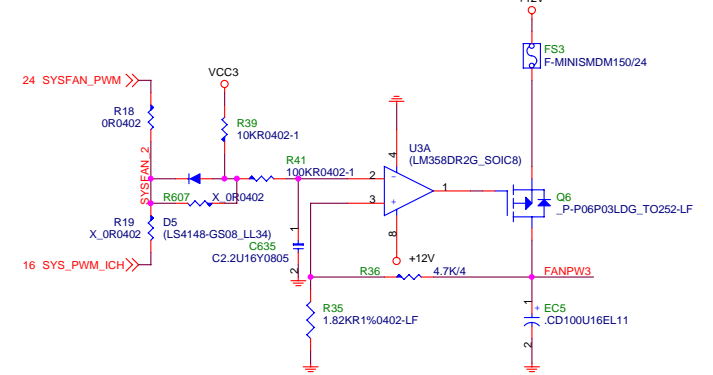 +12V
FS3
F-MINISMDM150/24
24 SYSFAN_PWM
VCC3
R18
0R0402
R39
10KR0402-1
4
U3A
(LM358DR2G_SOIC8)
R41
100KR0402-1
SYSFAN_2
2
-
1
3
+
8
Q6
_P-P06P03LDG_TO252-LF
R607
X_0R0402
R19
X_0R0402
D5
(LS4148-GS08_LL34)
1
C635
C2.2U16Y0805
2
16 SYS_PWM_ICH
+12V
R36
4.7K/4
FANPW3
R35
1.82KR1%0402-LF
1
+
EC5
.CD100U16EL11
2